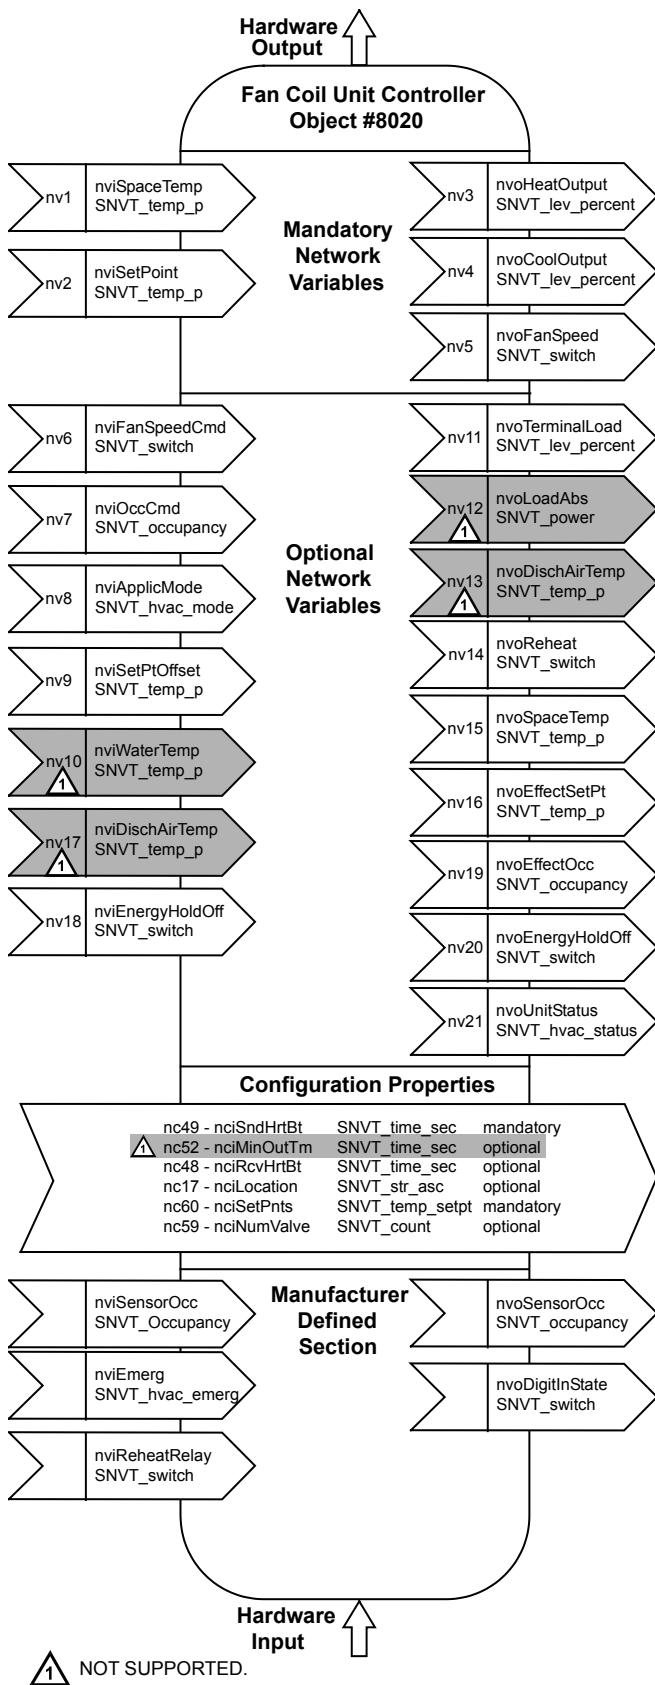 Hardware
Output
Fan Coil Unit Controller
Object #8020
Mandatory
Network
Variables
nv1
nviSpaceTemp
SNVT_temp_p
nv2
nviSetPoint
SNVT_temp_p
nv3
nvoHeatOutput
SNVT_lev_percent
nv4
nvoCoolOutput
SNVT_lev_percent
nv5
nvoFanSpeed
SNVT_switch
Optional
Network
Variables
nv6
nviFanSpeedCmd
SNVT_switch
nv7
nviOccCmd
SNVT_occupancy
nv8
nviApplicMode
SNVT_hvac_mode
nv9
nviSetPtOffset
SNVT_temp_p
nv10
1
nviWaterTemp
SNVT_temp_p
nv17
1
nviDischAirTemp
SNVT_temp_p
nv18
nviEnergyHoldOff
SNVT_switch
nv11
nvoTerminalLoad
SNVT_lev_percent
nv12
1
nvoLoadAbs
SNVT_power
nv13
1
nvoDischAirTemp
SNVT_temp_p
nv14
nvoReheat
SNVT_switch
nv15
nvoSpaceTemp
SNVT_temp_p
nv16
nvoEffectSetPt
SNVT_temp_p
nv19
nvoEffectOcc
SNVT_occupancy
nv20
nvoEnergyHoldOff
SNVT_switch
nv21
nvoUnitStatus
SNVT_hvac_status
Configuration Properties
nc49 - nciSndHrtBt SNVT_time_sec mandatory
1 nc52 - nciMinOutTm SNVT_time_sec optional
nc48 - nciRcvHrtBt SNVT_time_sec optional
nc17 - nciLocation SNVT_str_asc optional
nc60 - nciSetPnts SNVT_temp_setpt mandatory
nc59 - nciNumValve SNVT_count optional
Manufacturer
Defined
Section
nviSensorOcc
SNVT_Occupancy
nviEmerg
SNVT_hvac_emerg
nviReheatRelay
SNVT_switch
nvoSensorOcc
SNVT_occupancy
nvoDigitInState
SNVT_switch
Hardware
Input
1 NOT SUPPORTED.